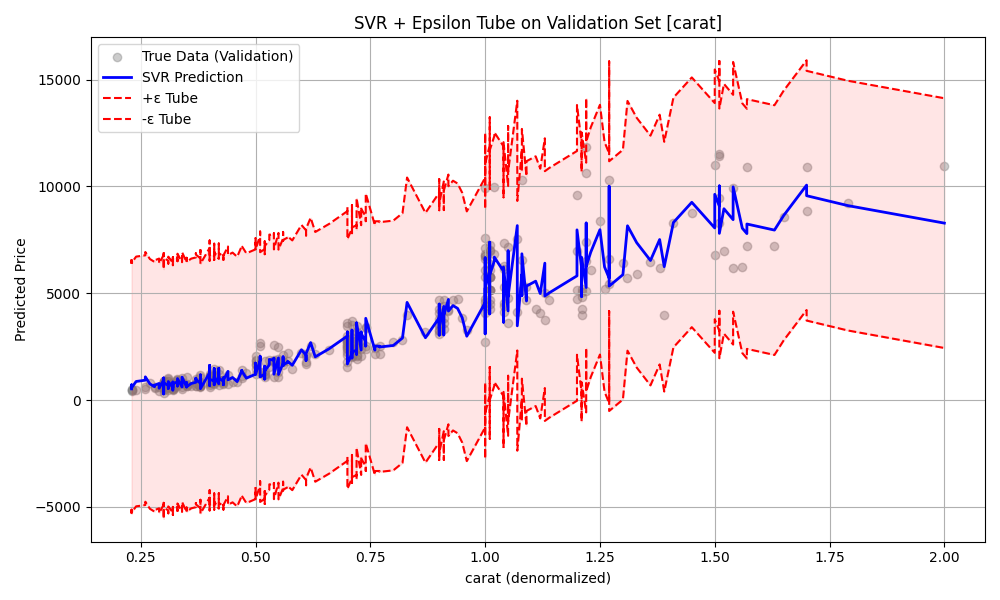 SVR + Epsilon Tube on Validation Set [carat]
True Data (Validation)
SVR Prediction
+ε Tube
-ε Tube
Predicted Price
15000
10000
5000
0
−5000
0.25
0.50
0.75
1.00
1.25
1.50
1.75
2.00
carat (denormalized)